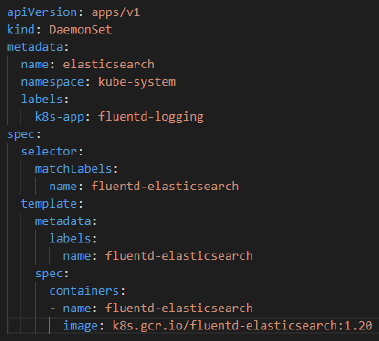 apiVersion: apps/v1
kind: DaemonSet
metadata:
  name: elasticsearch
  namespace: kube-system
  labels:
    k8s-app: fluentd-logging
spec:
  selector:
    matchLabels:
      name: fluentd-elasticsearch
  template:
    metadata:
      labels:
        name: fluentd-elasticsearch
    spec:
      containers:
      - name: fluentd-elasticsearch
        image: k8s.gcr.io/fluentd-elasticsearch:1.20